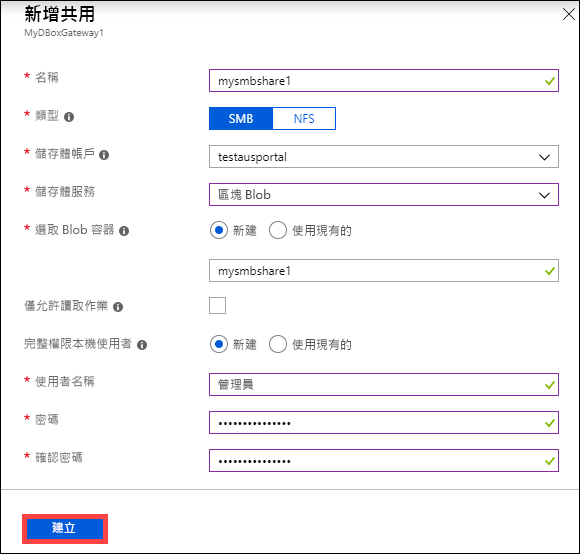 新增共用
MyDBoxGateway1
* 名稱 mysmbshare1
* 類型 SMB NFS
* 儲存體帳戶 testausportal
* 儲存體服務 區塊 Blob
* 選取 Blob 容器 新建 使用現有的
mysmbshare1
僅允許讀取作業
完整權限本機使用者 新建 使用現有的
* 使用者名稱 管理員
* 密碼 •••••••••••••••
* 確認密碼 •••••••••••••••
建立